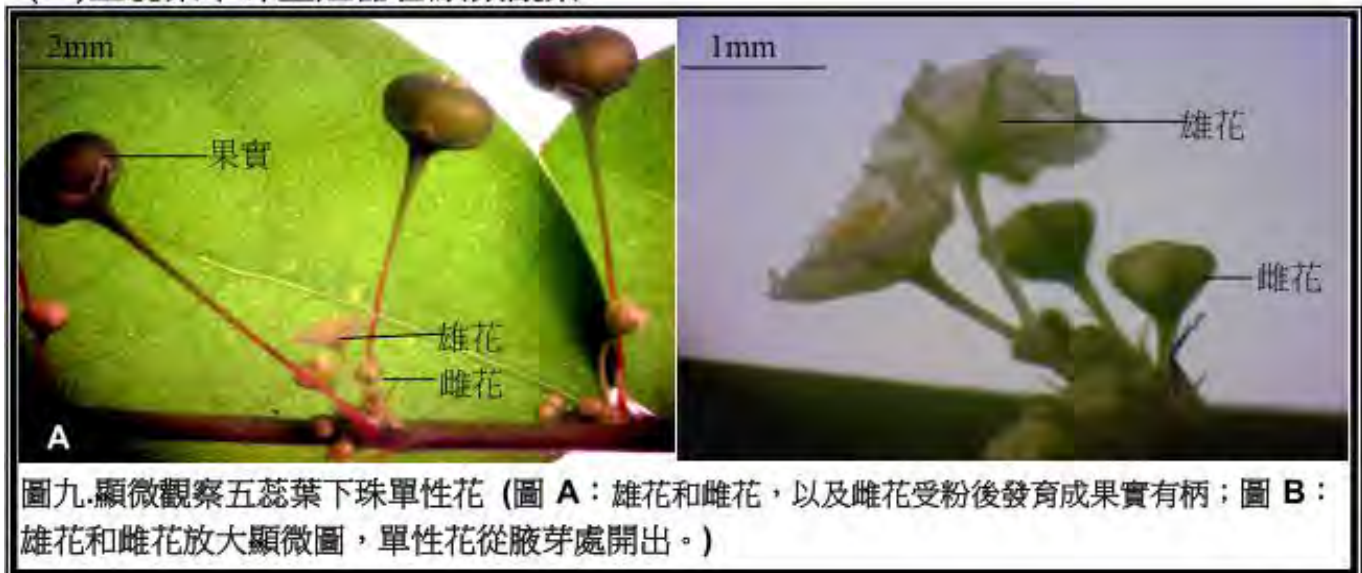 2mm
果實
雄花
雌花
A
1mm
雄花
雌花
圖九.顯微觀察五蕊葉下珠單性花 (圖 A:雄花和雌花,以及雌花受粉後發育成果實有柄;圖 B:
雄花和雌花放大顯微圖,單性花從腋芽處開出。)